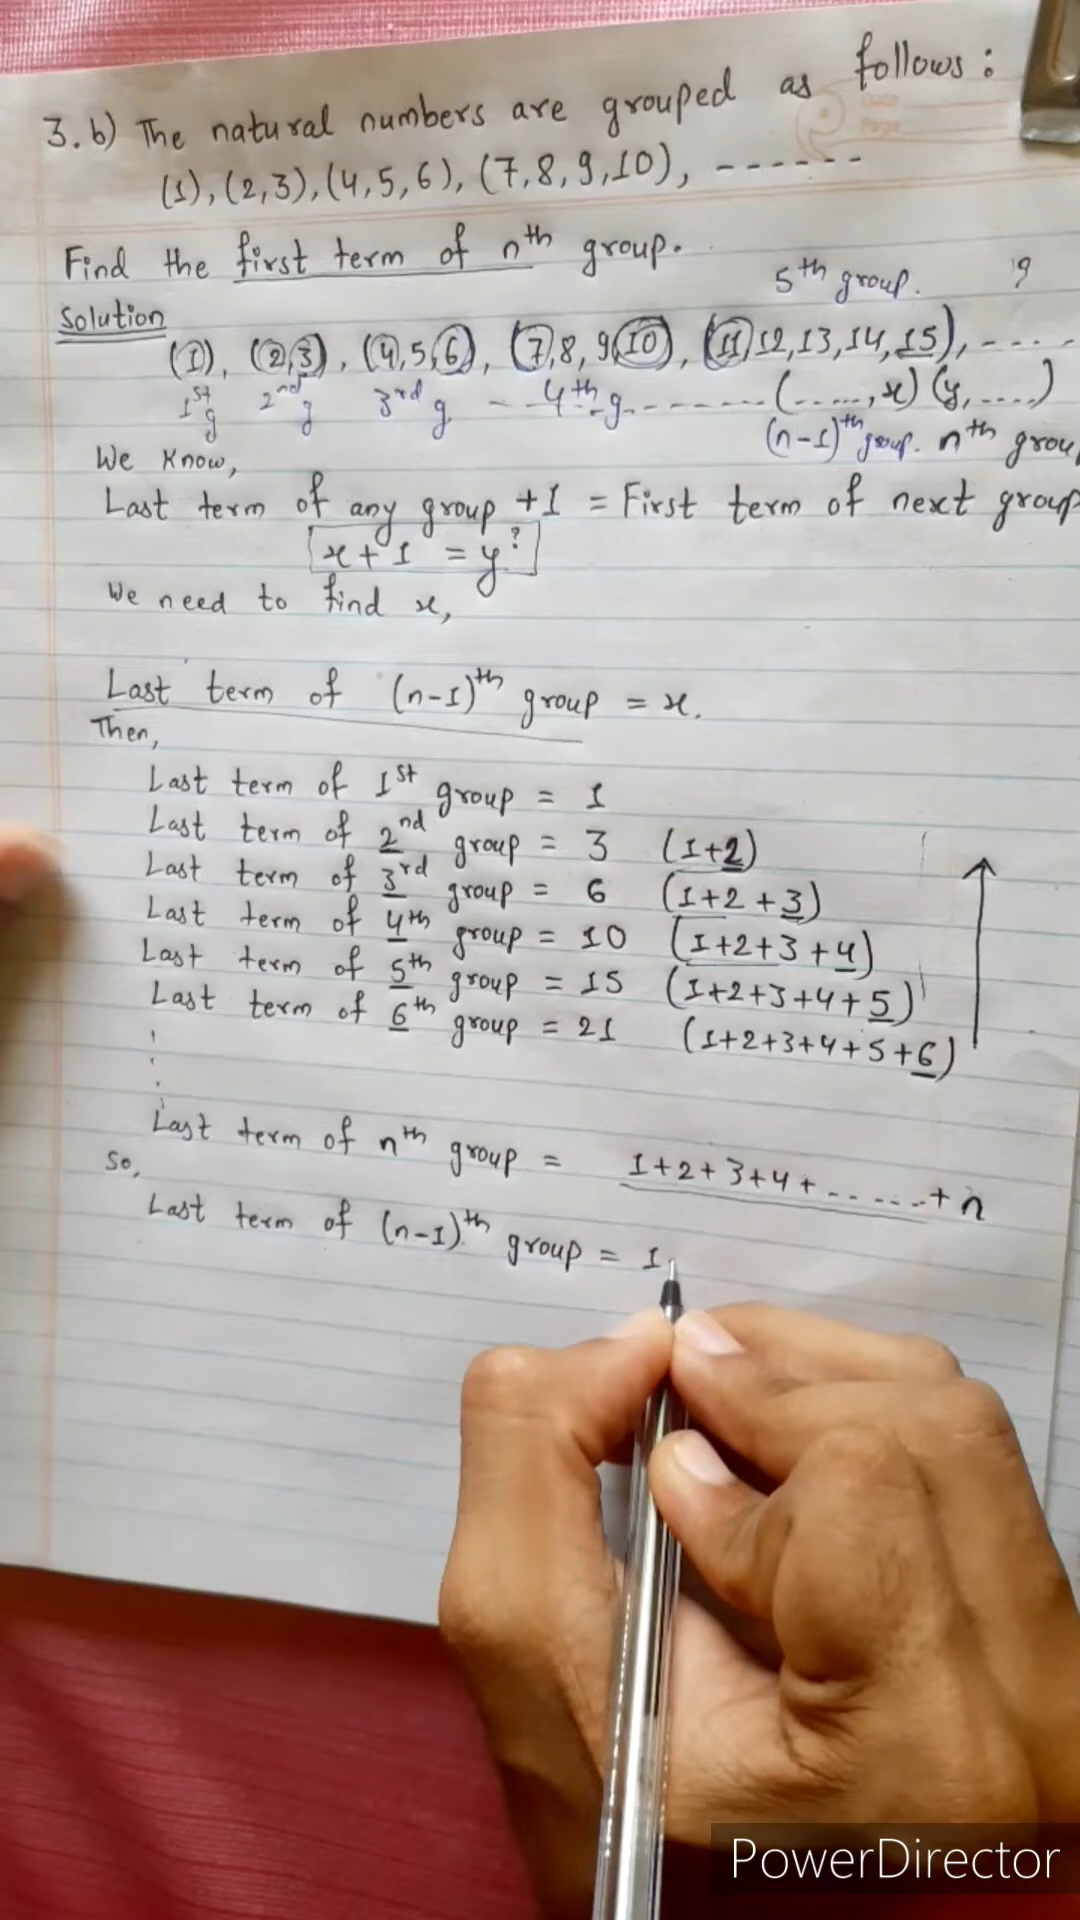 3. b) The natural numbers are grouped as follows :
(1), (2,3), (4,5,6), (7,8,9,10), ------
Find the first term of nth group.
5th group. g
Solution
(1), (2,3), (4,5,6), (7,8,9,10), (11,12,13,14,15), - - - -
1st g 2nd g 3rd g - - 4th g - - - - - - - (......,x) (y,.....)
(n-1)th group. nth grou
We know,
Last term of any group +1 = First term of next group
x + 1 = y?
We need to find x,
Last term of (n-1)th group = x.
Then,
Last term of 1st group = 1
Last term of 2nd group = 3 (1+2)
Last term of 3rd group = 6 (1+2+3)
Last term of 4th group = 10 (1+2+3+4)
Last term of 5th group = 15 (1+2+3+4+5)
Last term of 6th group = 21 (1+2+3+4+5+6)
Last term of nth group = 1+2+3+4+......+n
So,
Last term of (n-1)th group = 1
PowerDirector